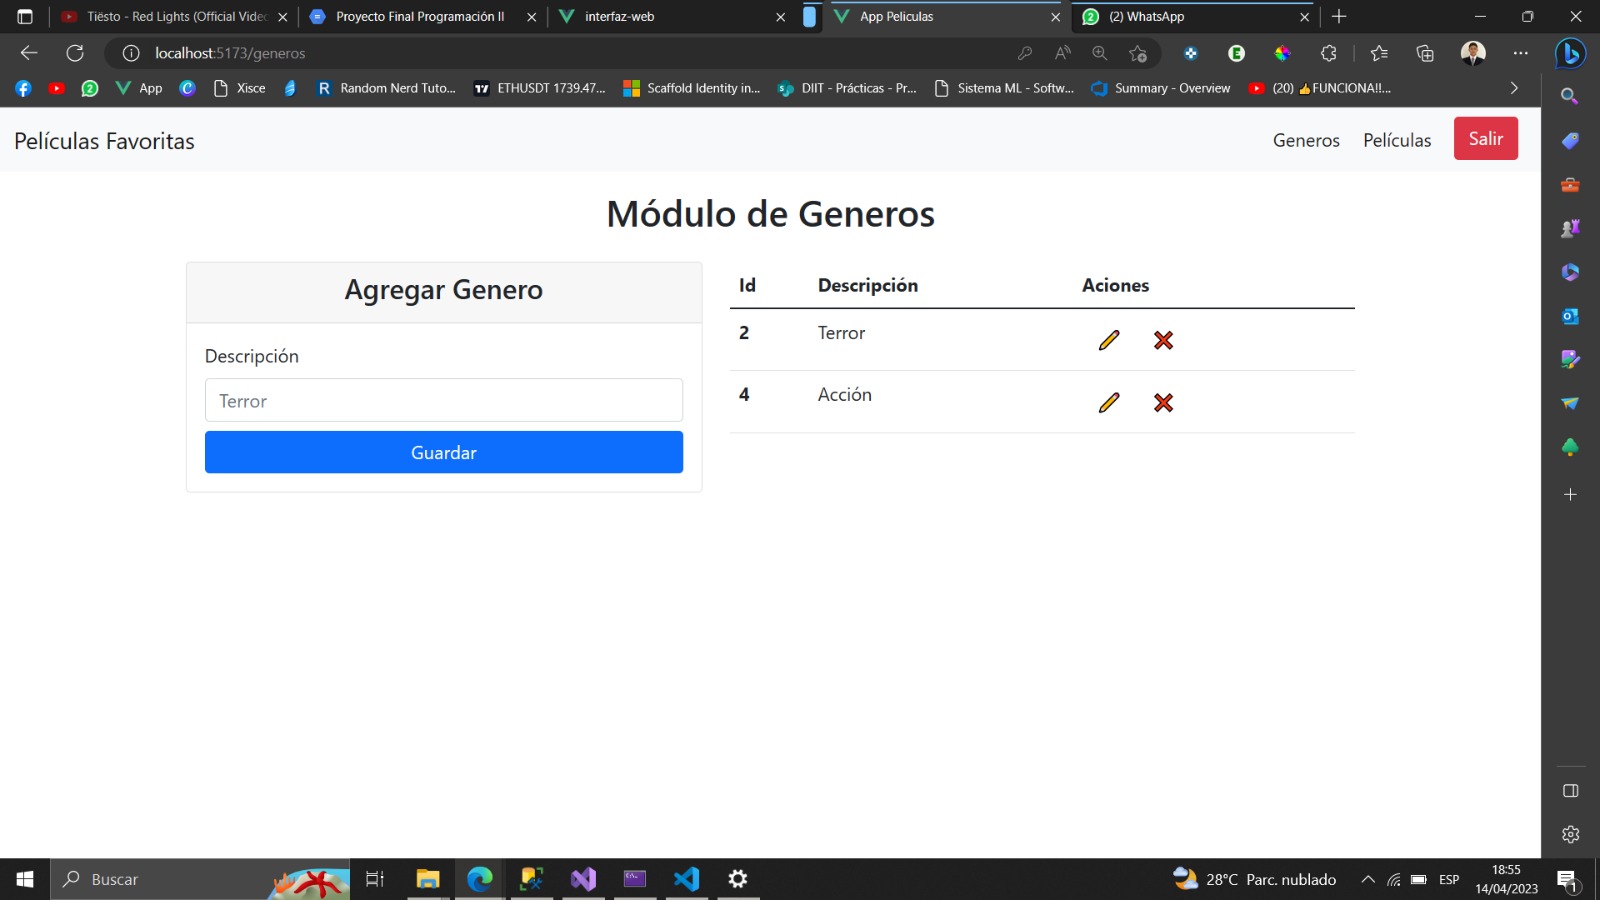 Tiësto - Red Lights (Official Video
Proyecto Final Programación II
interfaz-web
App Peliculas
(2) WhatsApp
localhost:5173/generos
App
Xisce
Random Nerd Tuto...
ETHUSDT 1739.47...
Scaffold Identity in...
DIIT - Prácticas - Pr...
Sistema ML - Softw...
Summary - Overview
(20) 👍FUNCIONA!!...
Películas Favoritas
Generos
Películas
Salir
Módulo de Generos
Agregar Genero
Descripción
Terror
Guardar
Id Descripción Aciones
2 Terror
4 Acción
Buscar
28°C Parc. nublado
ESP
18:55
14/04/2023
1